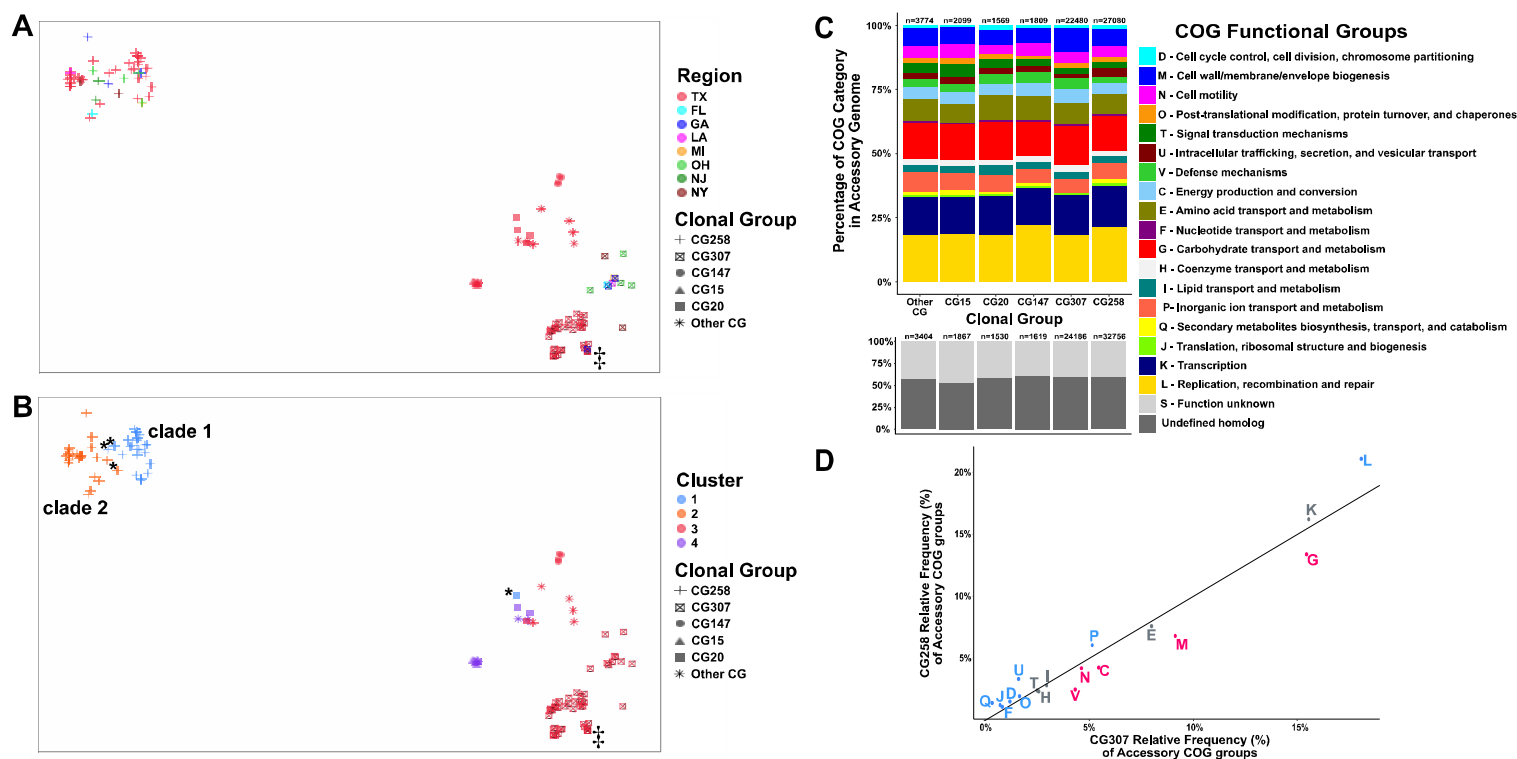 A
Region
TX
FL
GA
LA
MI
OH
NJ
NY
Clonal Group
CG258
CG307
CG147
CG15
CG20
Other CG
‡
B
clade 1
clade 2
*
*
*
*
Cluster
1
2
3
4
Clonal Group
CG258
CG307
CG147
CG15
CG20
Other CG
‡
C
n=3774 n=2099 n=1569 n=1809 n=22480 n=27080
100%
75%
50%
25%
0%
Percentage of COG Category
in Accessory Genome
Other CG15 CG20 CG147 CG307 CG258
CG
Clonal Group
n=3404 n=1867 n=1530 n=1619 n=24186 n=32756
100%
75%
50%
25%
0%
COG Functional Groups
D - Cell cycle control, cell division, chromosome partitioning
M - Cell wall/membrane/envelope biogenesis
N - Cell motility
O - Post-translational modification, protein turnover, and chaperones
T - Signal transduction mechanisms
U - Intracellular trafficking, secretion, and vesicular transport
V - Defense mechanisms
C - Energy production and conversion
E - Amino acid transport and metabolism
F - Nucleotide transport and metabolism
G - Carbohydrate transport and metabolism
H - Coenzyme transport and metabolism
I - Lipid transport and metabolism
P- Inorganic ion transport and metabolism
Q - Secondary metabolites biosynthesis, transport, and catabolism
J - Translation, ribosomal structure and biogenesis
K - Transcription
L - Replication, recombination and repair
S - Function unknown
Undefined homolog
D
CG258 Relative Frequency (%)
of Accessory COG groups
20%
15%
10%
5%
L
K
G
P
E
M
U
T
I
N
C
H
V
Q
J
D
O
F
0% 5% 10% 15%
CG307 Relative Frequency (%)
of Accessory COG groups